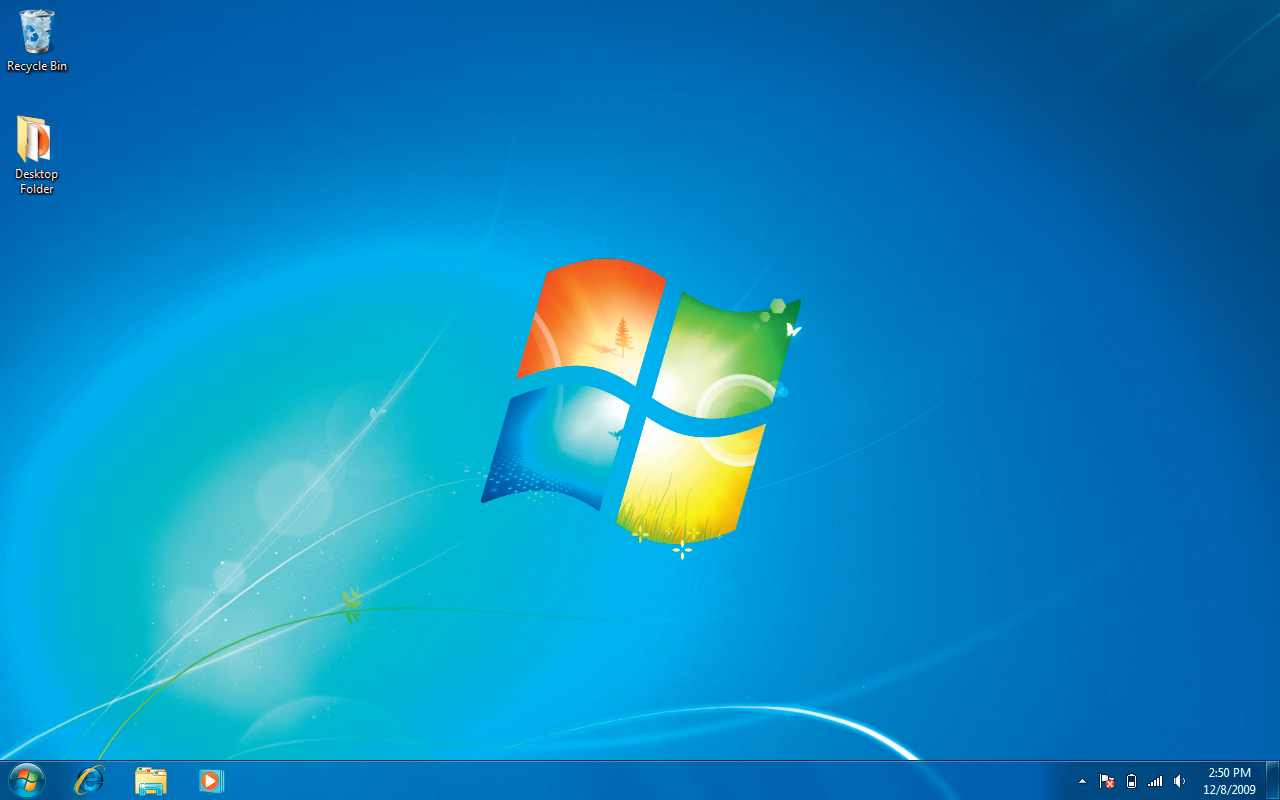 Recycle Bin
Desktop
Folder
2:50 PM
12/8/2009